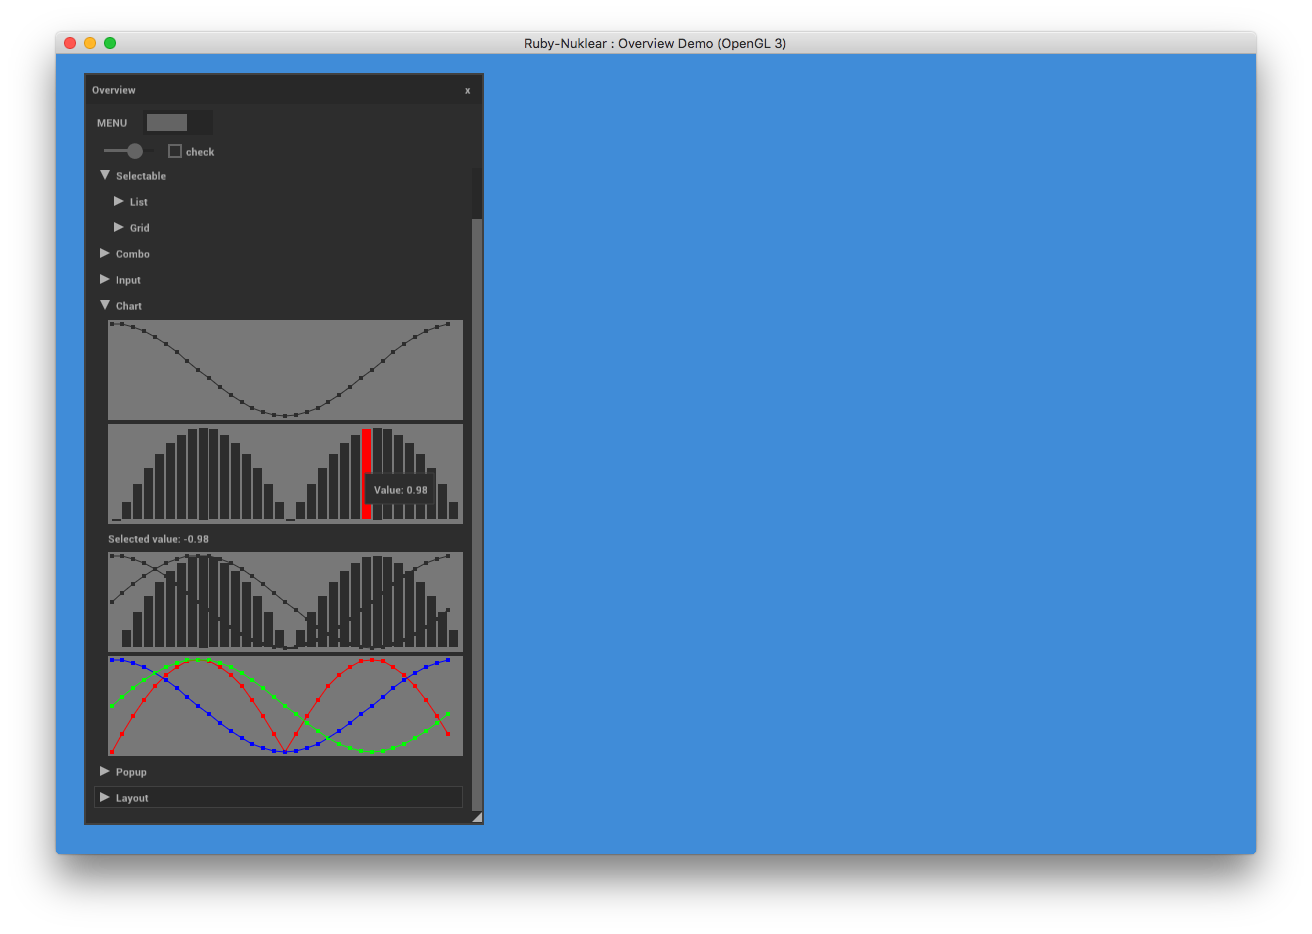 Ruby-Nuklear : Overview Demo (OpenGL 3)
Overview x
MENU
check
Selectable
List
Grid
Combo
Input
Chart
Value: 0.98
Selected value: -0.98
Popup
Layout